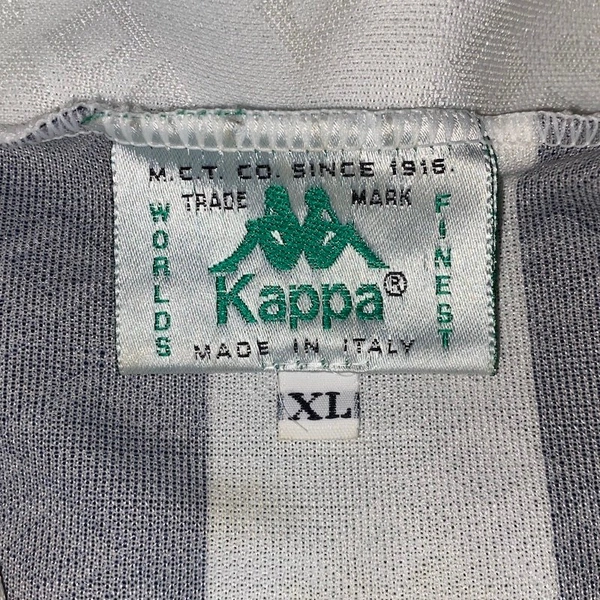 M.C.T. CO. SINCE 1916.
TRADE MARK
WORLDS
FINEST
Kappa®
MADE IN ITALY
XL